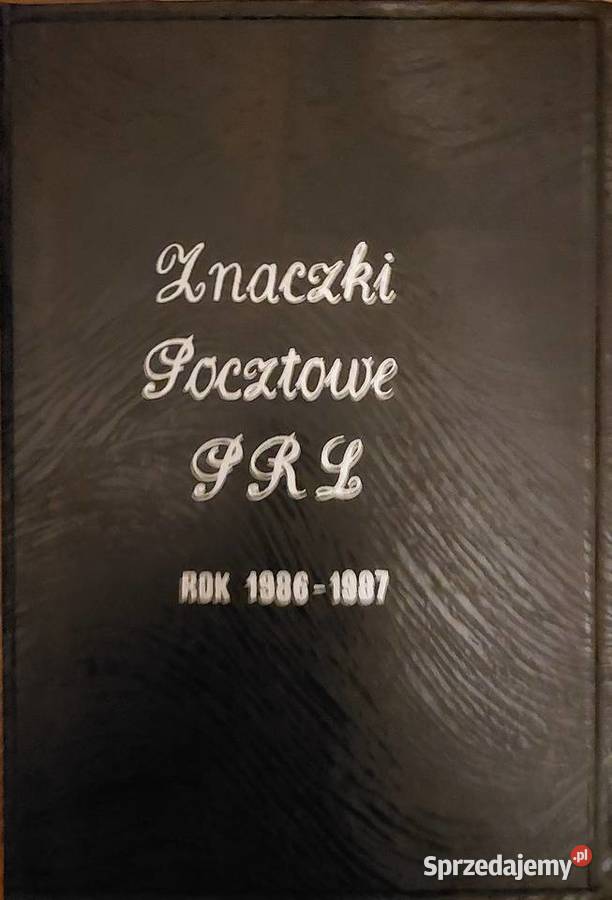 Znaczki
Pocztowe
PRL
ROK 1986-1987
Sprzedajemy.pl